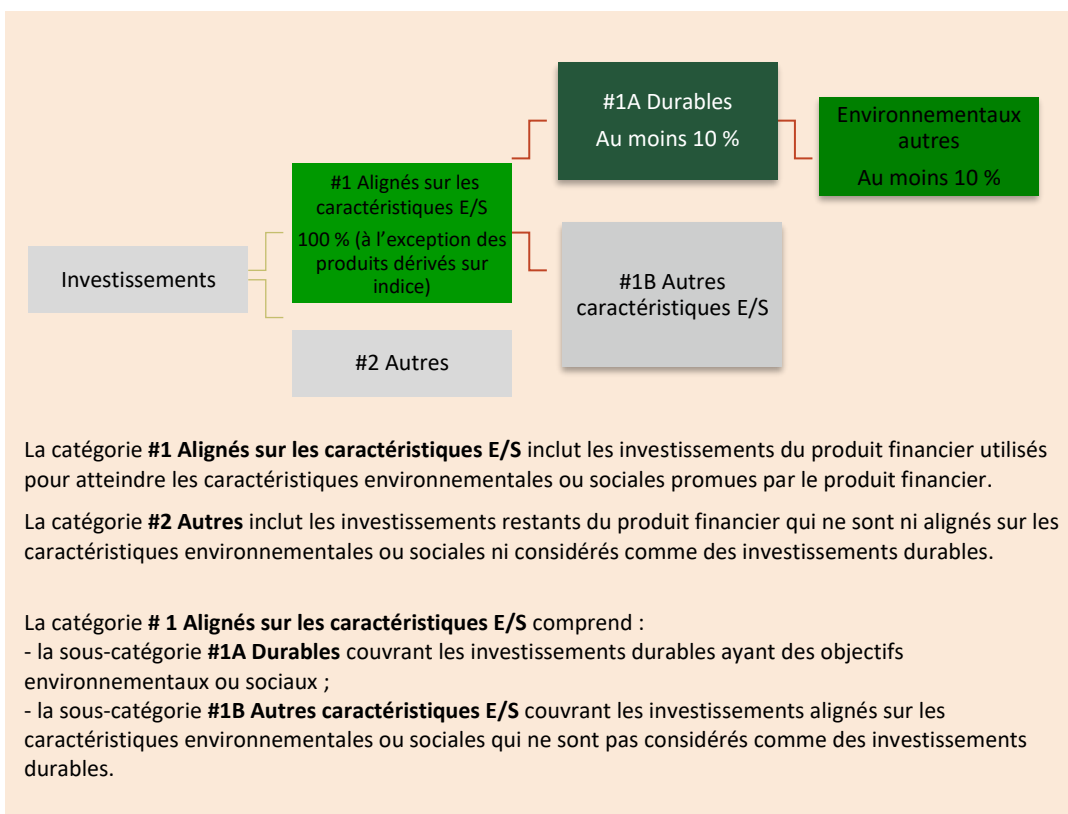 #1A Durables
Au moins 10 %
Environnementaux
autres
Au moins 10 %
#1 Alignés sur les
caractéristiques E/S
100 % (à l’exception des
produits dérivés sur
indice)
Investissements
#1B Autres
caractéristiques E/S
#2 Autres
La catégorie #1 Alignés sur les caractéristiques E/S inclut les investissements du produit financier utilisés
pour atteindre les caractéristiques environnementales ou sociales promues par le produit financier.
La catégorie #2 Autres inclut les investissements restants du produit financier qui ne sont ni alignés sur les
caractéristiques environnementales ou sociales ni considérés comme des investissements durables.
La catégorie # 1 Alignés sur les caractéristiques E/S comprend :
- la sous-catégorie #1A Durables couvrant les investissements durables ayant des objectifs
environnementaux ou sociaux ;
- la sous-catégorie #1B Autres caractéristiques E/S couvrant les investissements alignés sur les
caractéristiques environnementales ou sociales qui ne sont pas considérés comme des investissements
durables.